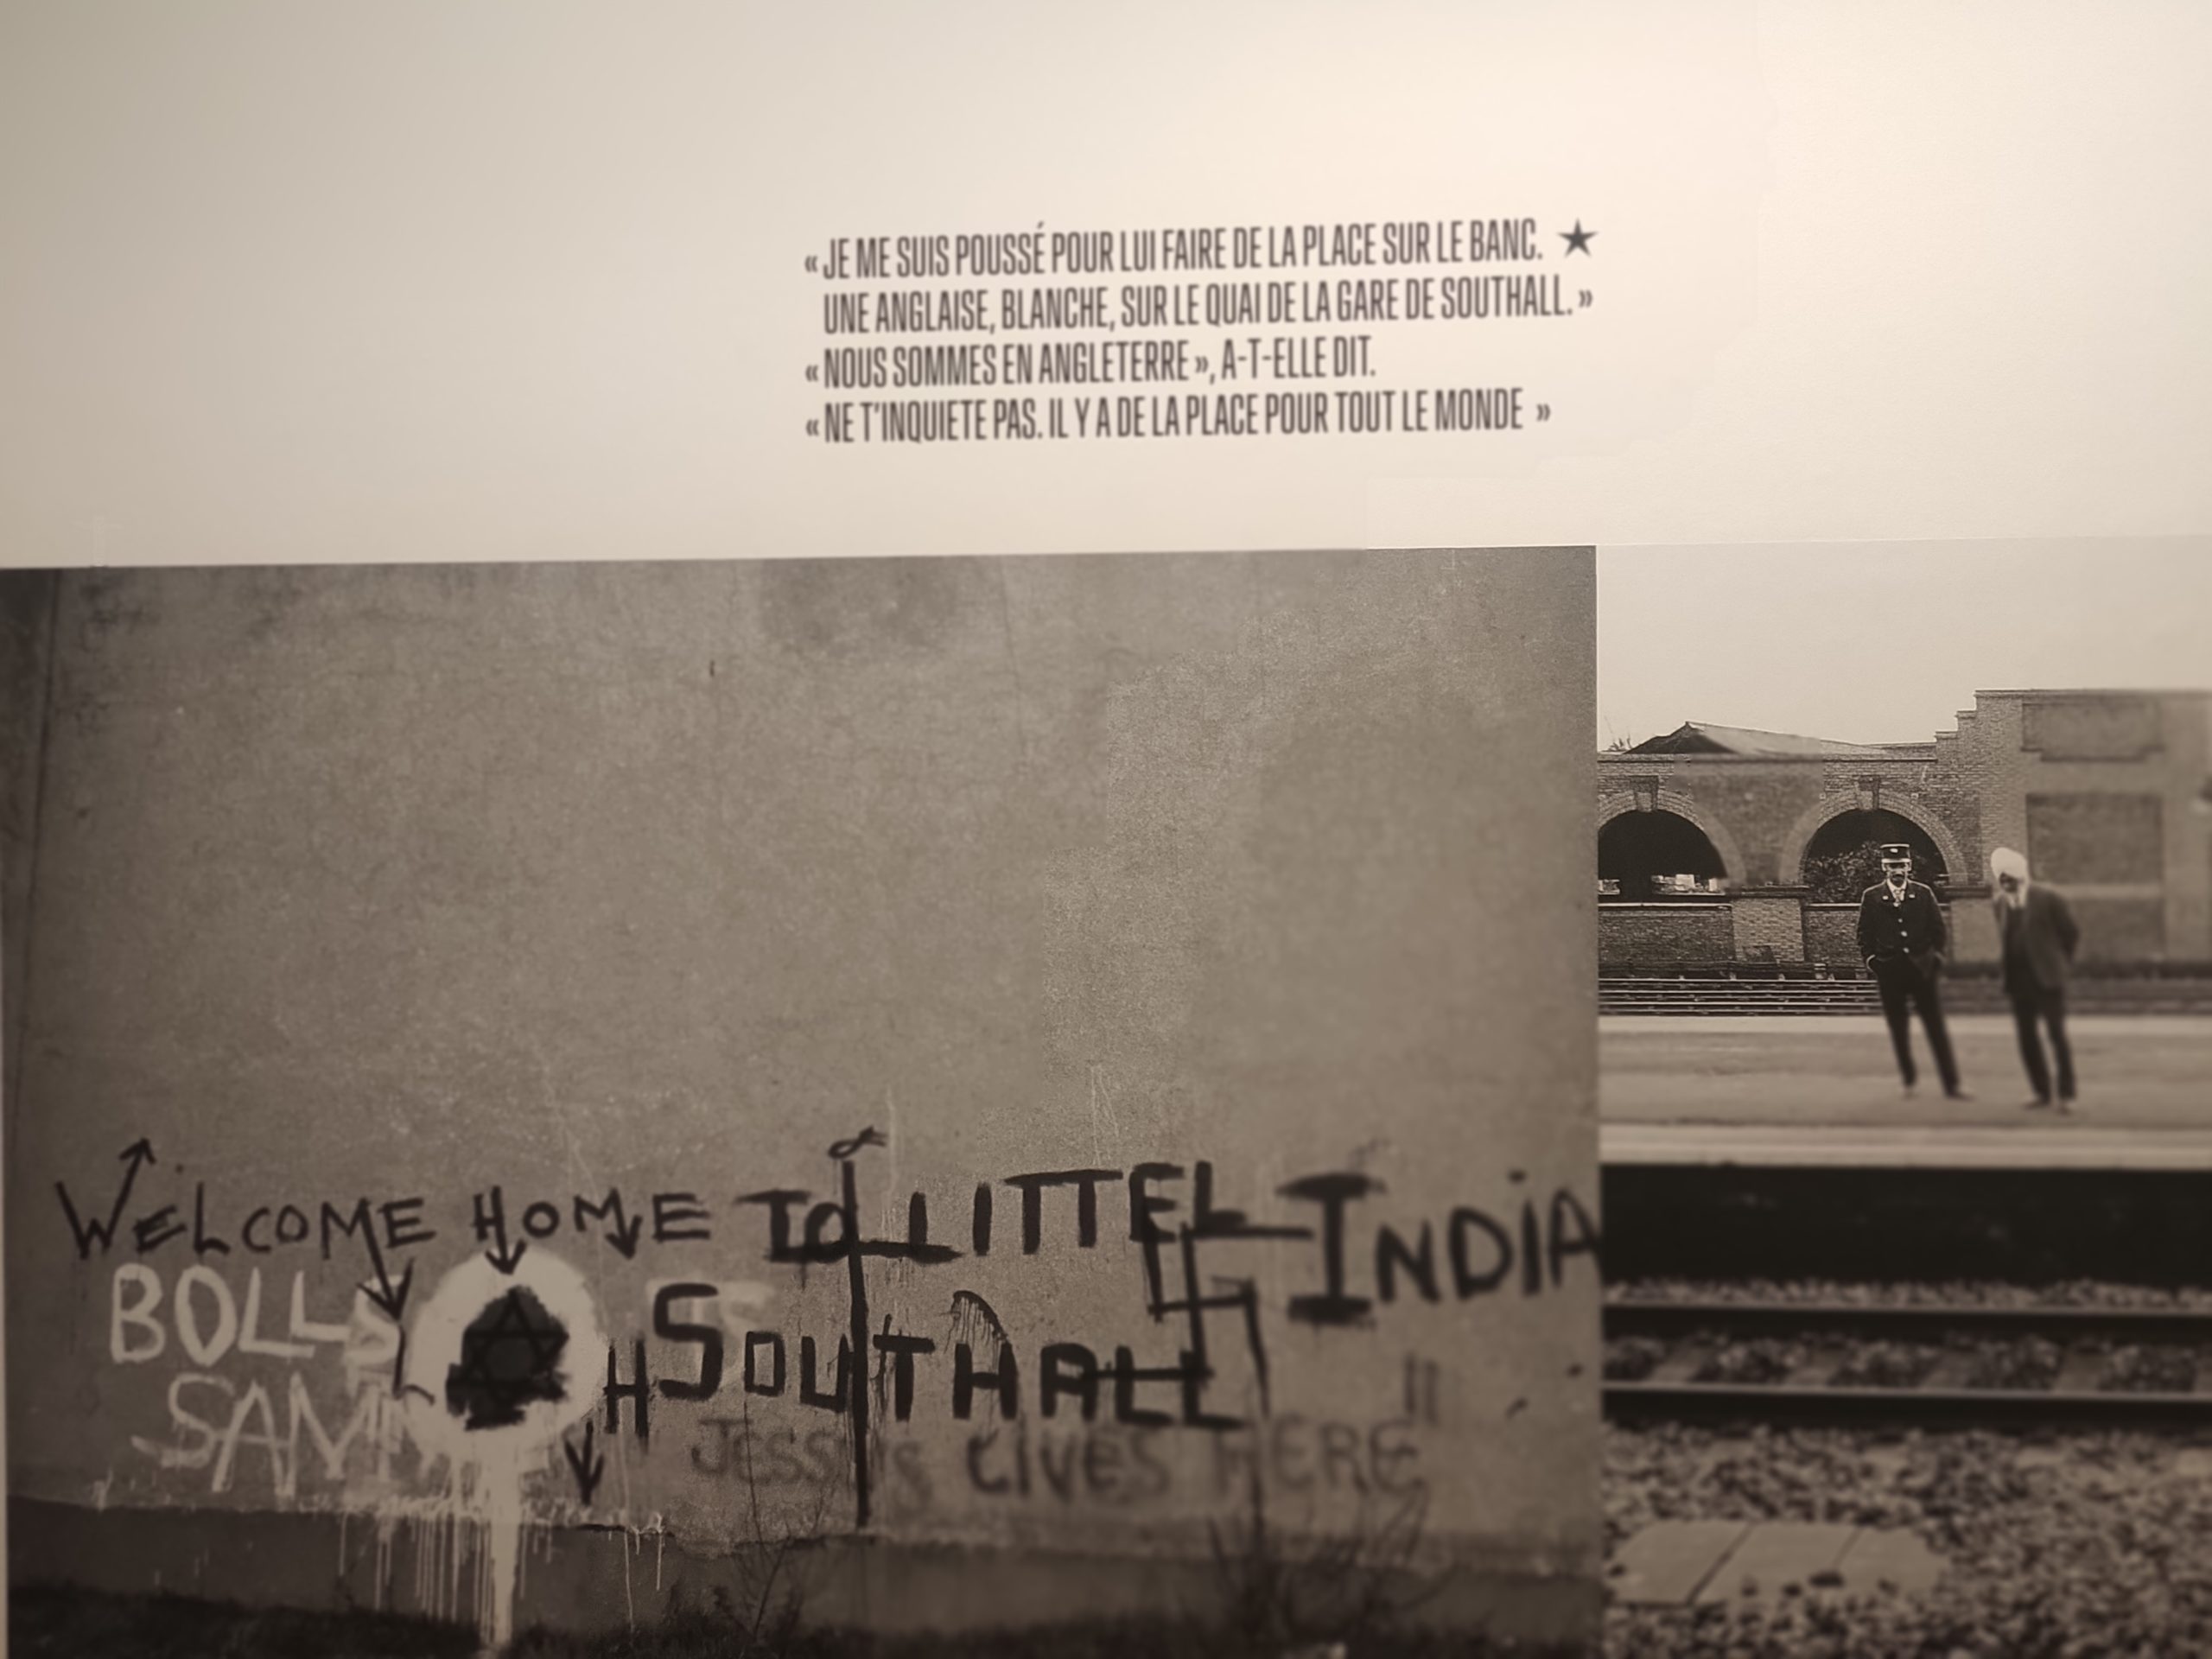 « JE ME SUIS POUSSÉ POUR LUI FAIRE DE LA PLACE SUR LE BANC. ★
UNE ANGLAISE, BLANCHE, SUR LE QUAI DE LA GARE DE SOUTHALL. »
« NOUS SOMMES EN ANGLETERRE », A-T-ELLE DIT.
« NE T'INQUIETE PAS. IL Y A DE LA PLACE POUR TOUT LE MONDE »
WELCOME HOME TO LITTEL INDIA
SOUTHALL
LIVES HERE